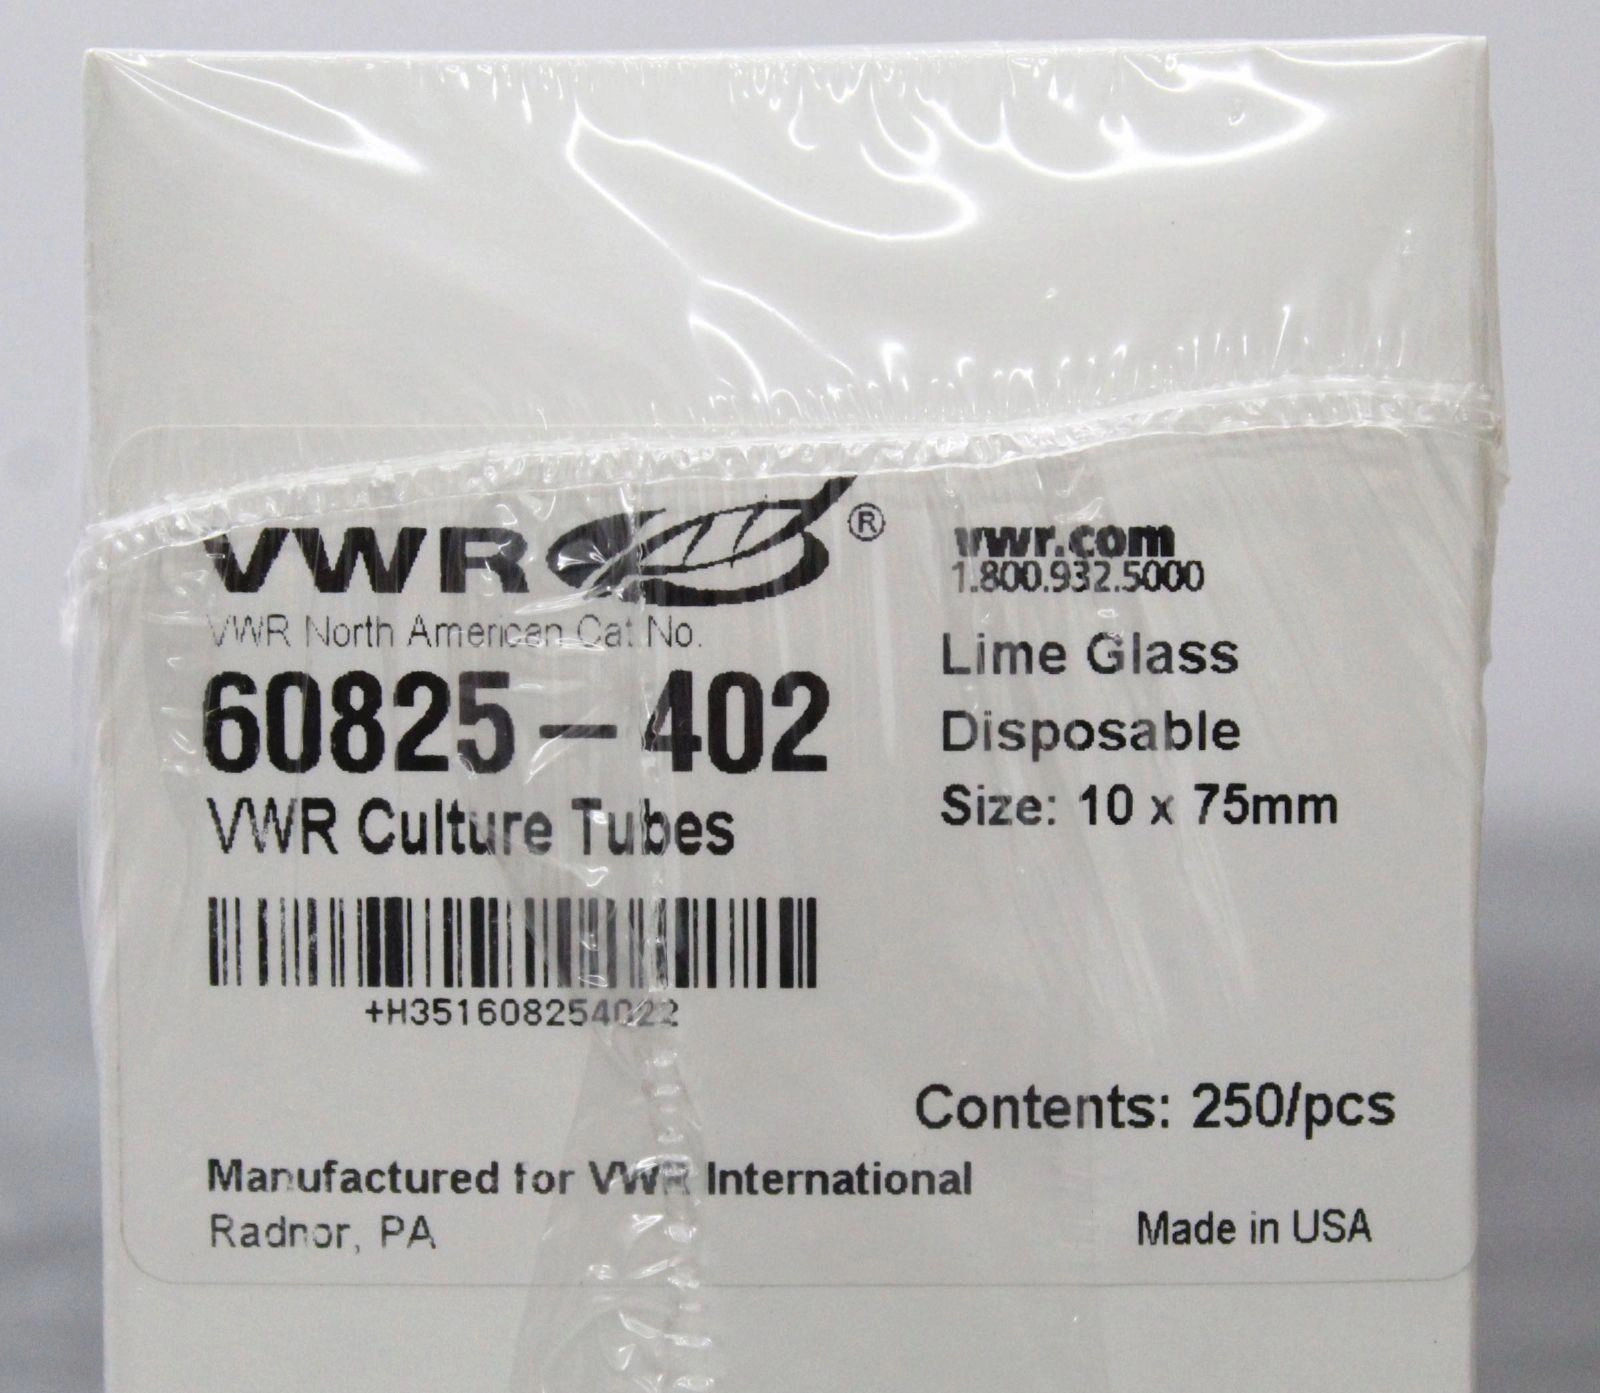 VWR®
vwr.com
1.800.932.5000
VWR North American Cat. No.
60825-402
VWR Culture Tubes
Lime Glass
Disposable
Size: 10 x 75mm
+H351608254022
Contents: 250/pcs
Manufactured for VWR International
Radnor, PA
Made in USA